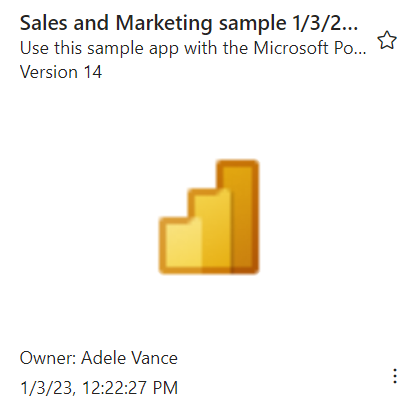 Sales and Marketing sample 1/3/2...
Use this sample app with the Microsoft Po...
Version 14
Owner: Adele Vance
1/3/23, 12:22:27 PM